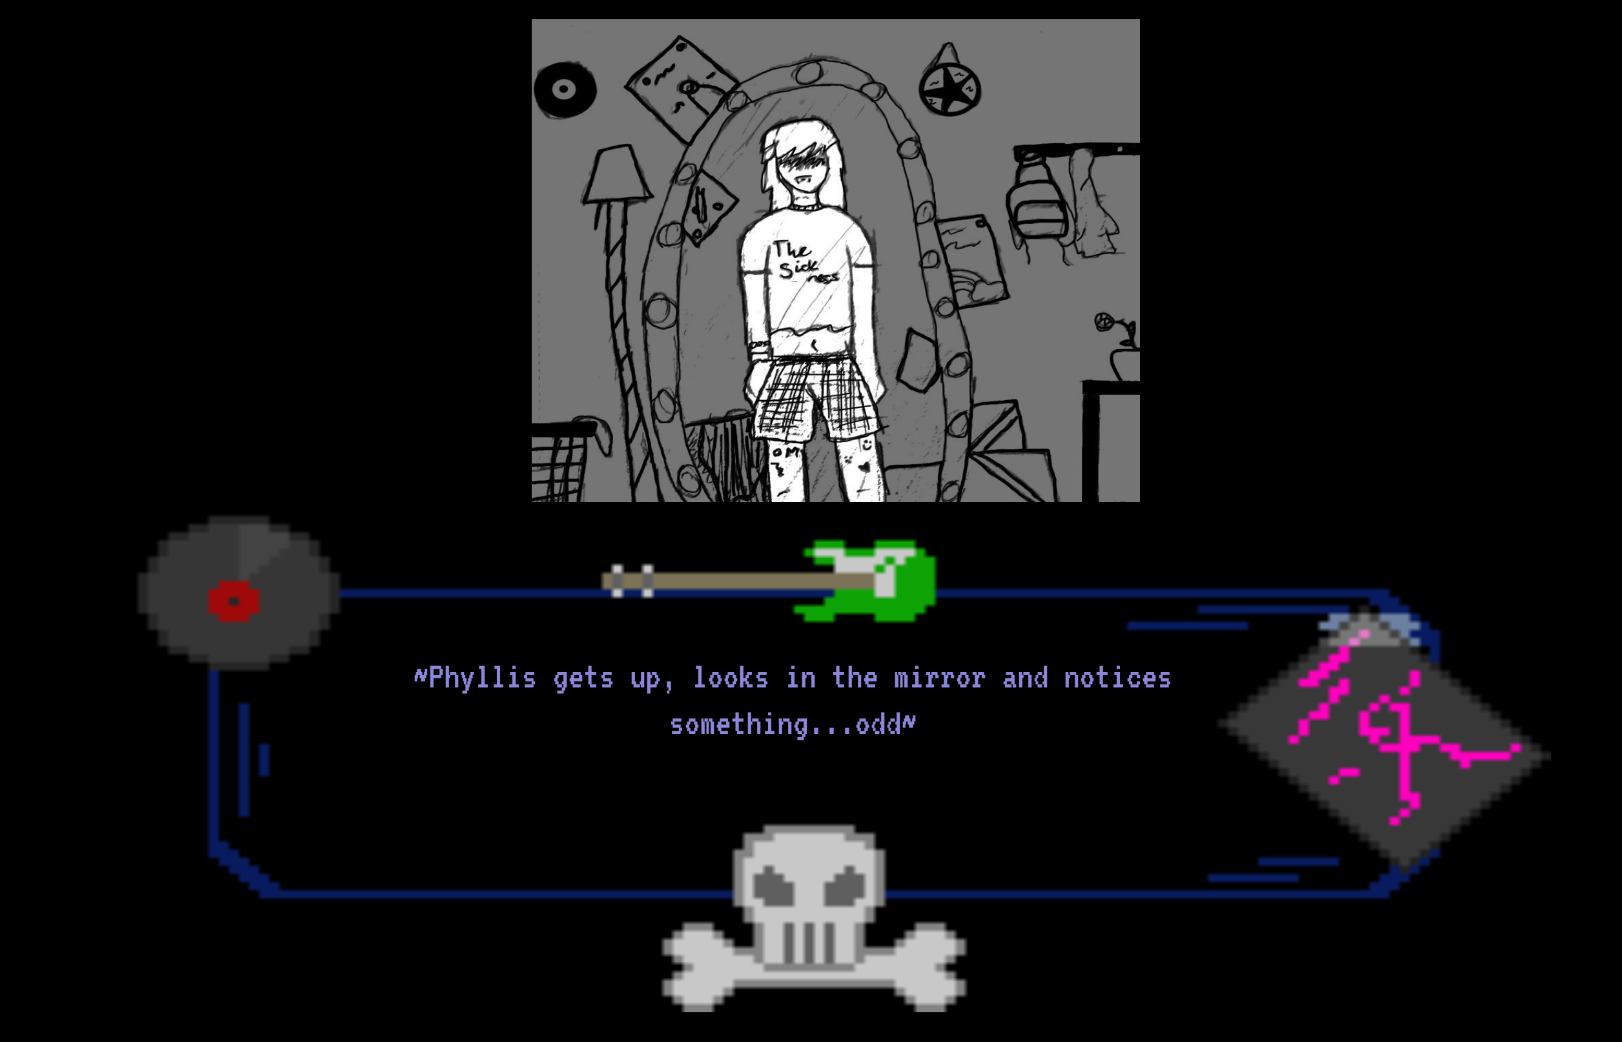 The
Sick
ness
~Phyllis gets up, looks in the mirror and notices
something...odd~